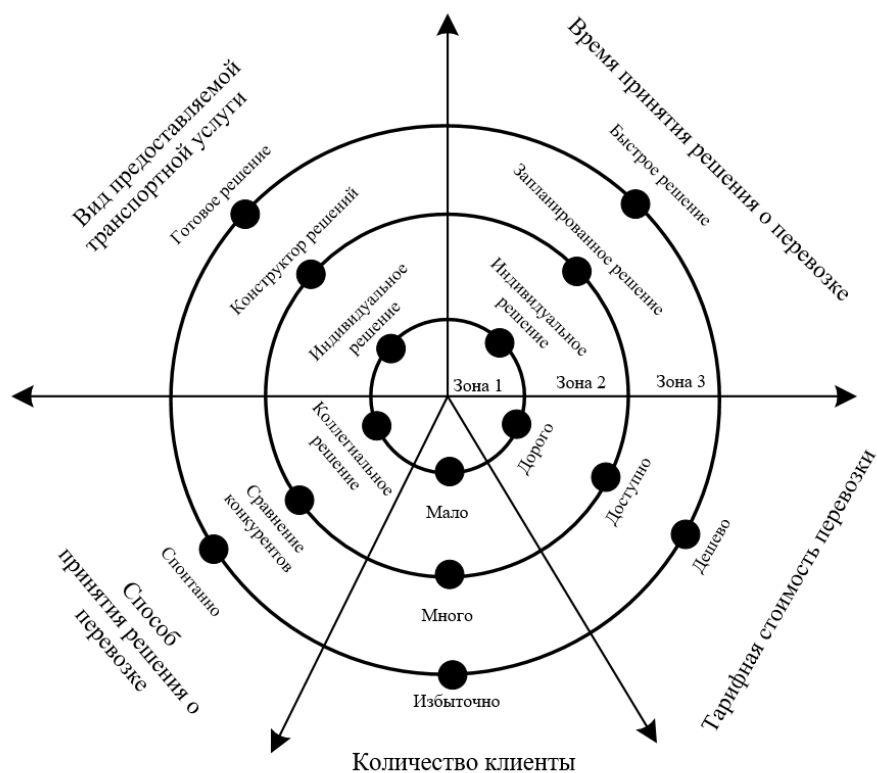 Вид предоставляемой
транспортной услуги
Время принятия решения о перевозке
Готовое решение
Быстрое решение
Конструктор решений
Запланированное решение
Индивидуальное
решение
Индивидуальное
решение
Зона 1
Зона 2
Зона 3
Коллегиальное
решение
Дорого
Мало
Сравнение
конкурентов
Доступно
Много
Спонтанно
Дешево
Избыточно
Способ
принятия решения о
перевозке
Тарифная стоимость перевозки
Количество клиенты